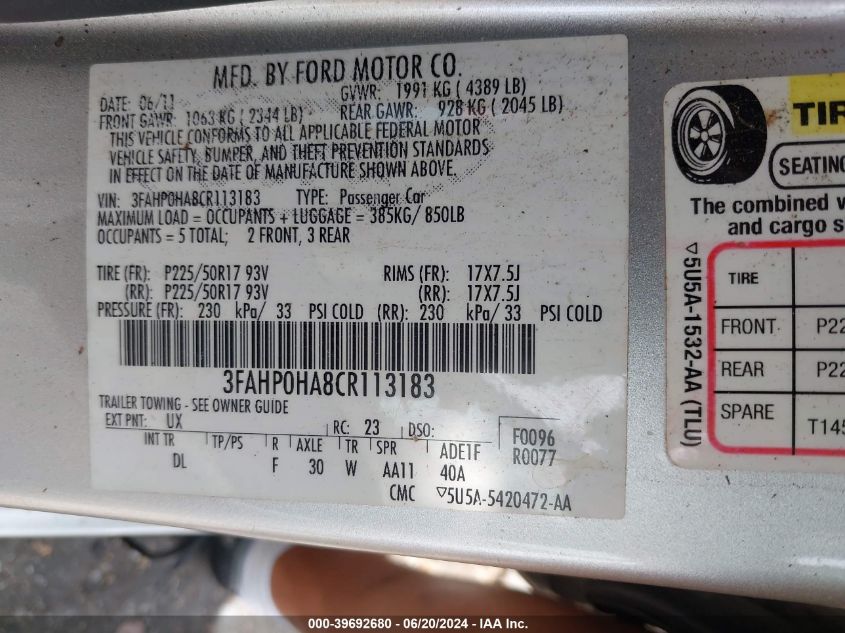 MFD. BY FORD MOTOR CO.
DATE: 06/11 GVWR: 1991 KG ( 4389 LB)
FRONT GAWR: 1063 KG ( 2344 LB) REAR GAWR: 928 KG ( 2045 LB)
THIS VEHICLE CONFORMS TO ALL APPLICABLE FEDERAL MOTOR
VEHICLE SAFETY, BUMPER, AND THEFT PREVENTION STANDARDS
IN EFFECT ON THE DATE OF MANUFACTURE SHOWN ABOVE.
VIN: 3FAHP0HA8CR113183 TYPE: Passenger Car
MAXIMUM LOAD = OCCUPANTS + LUGGAGE = 385KG/ 850LB
OCCUPANTS = 5 TOTAL; 2 FRONT, 3 REAR
TIRE (FR): P225/50R17 93V RIMS (FR): 17X7.5J
(RR): P225/50R17 93V (RR): 17X7.5J
PRESSURE (FR): 230 kPa/ 33 PSI COLD (RR): 230 kPa/ 33 PSI COLD
3FAHP0HA8CR113183
TRAILER TOWING - SEE OWNER GUIDE
EXT PNT: UX RC: 23 DSO: F0096
INT TR TP/PS R AXLE TR SPR ADE1F R0077
DL F 30 W AA11 40A
CMC ▽5U5A-5420472-AA
TIR
SEATING
The combined w
and cargo s
TIRE
FRONT P22
REAR P22
SPARE T145
▽5U5A-1532-AA (TLU)
000-39692680 - 06/20/2024 - IAA Inc.